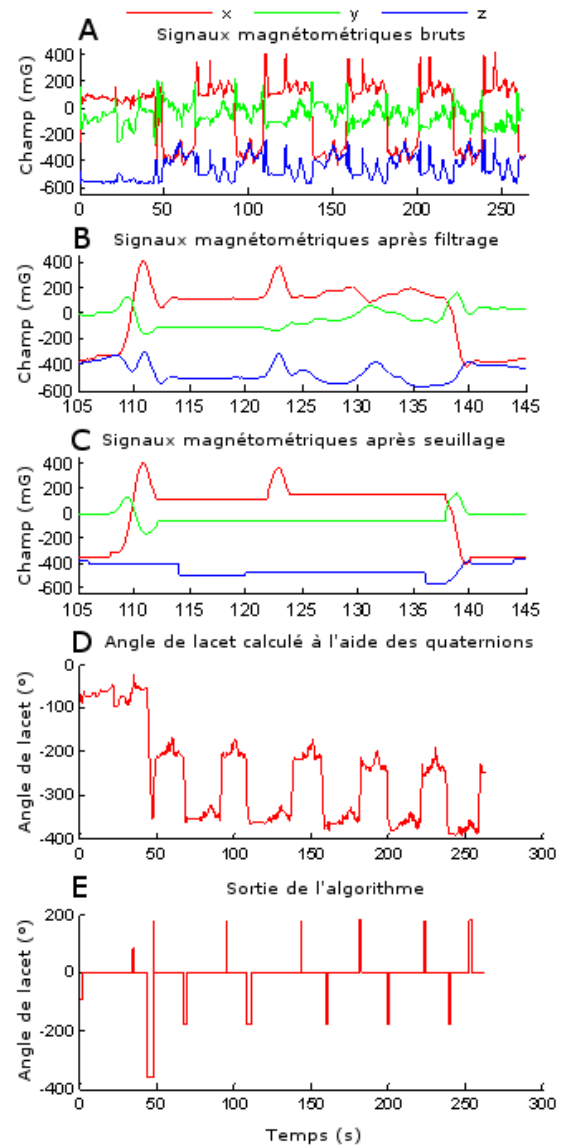 x y z
A Signaux magnétométriques bruts
Champ (mG)
400
200
0
-200
-400
-600
0 50 100 150 200 250
B Signaux magnétométriques après filtrage
Champ (mG)
400
200
0
-200
-400
-600
105 110 115 120 125 130 135 140 145
C Signaux magnétométriques après seuillage
Champ (mG)
400
200
0
-200
-400
-600
105 110 115 120 125 130 135 140 145
D Angle de lacet calculé à l'aide des quaternions
Angle de lacet (°)
0
-100
-200
-300
-400
0 50 100 150 200 250 300
E Sortie de l'algorithme
Angle de lacet (°)
200
0
-200
-400
0 50 100 150 200 250 300
Temps (s)